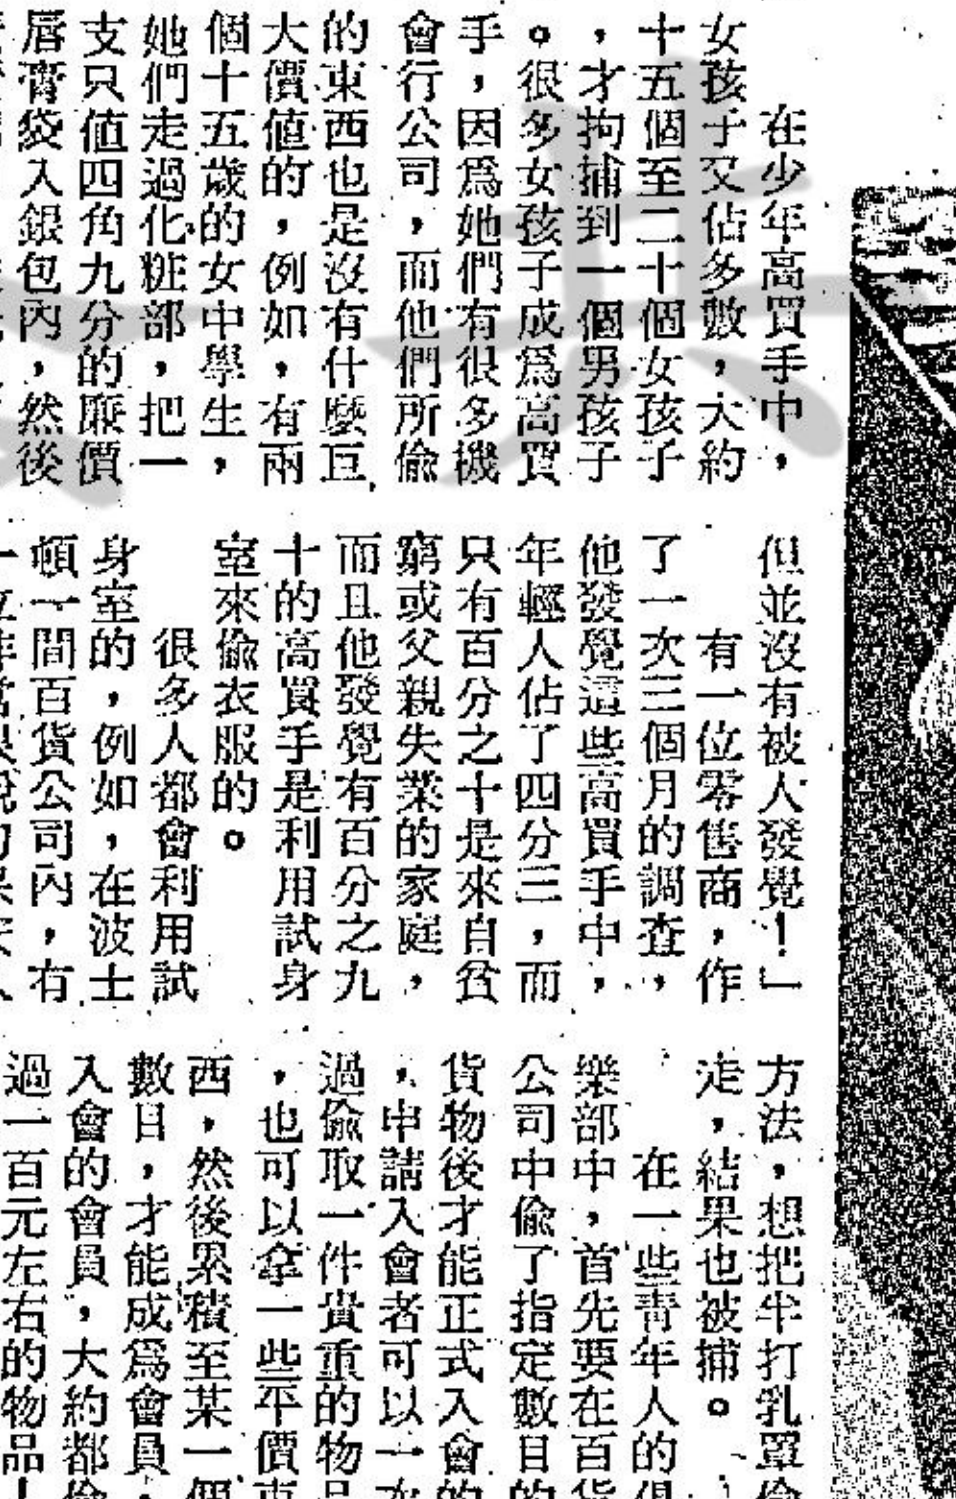 在少年高買手中，
女孩子又佔多數，大約
十五個至二十個女孩子
，才拘捕到一個男孩子
。很多女孩子成爲高買
手，因爲她們有很多機
會行公司，而他們所偷
的東西也是沒有什麼巨
大價值的，例如，有兩
個十五歲的女中學生，
她們走過化粧部，把一
支只值四角九分的廉價
唇膏袋入銀包內，然後
但並沒有被人發覺！」
有一位零售商，作
了一次三個月的調查，
他發覺這些高買手中，
年輕人佔了四分三，而
只有百分之十是來自貧
窮或父親失業的家庭，
而且他發覺有百分之九
十的高買手是利用試身
室來偷衣服的。
很多人都會利用試
身室的，例如，在波士
頓一間百貨公司內，有
方法，想把半打乳罩偷
走，結果也被捕。
在一些青年人的俱
樂部中，首先要在百貨
公司中偷了指定數目的
貨物後才能正式入會的
，申請入會者可以一次
過偷取一件貴重的物品
，也可以拿一些平價東
西，然後累積至某一個
數目，才能成爲會員，
入會的會員，大約都偷
過一百元左右的物品
共